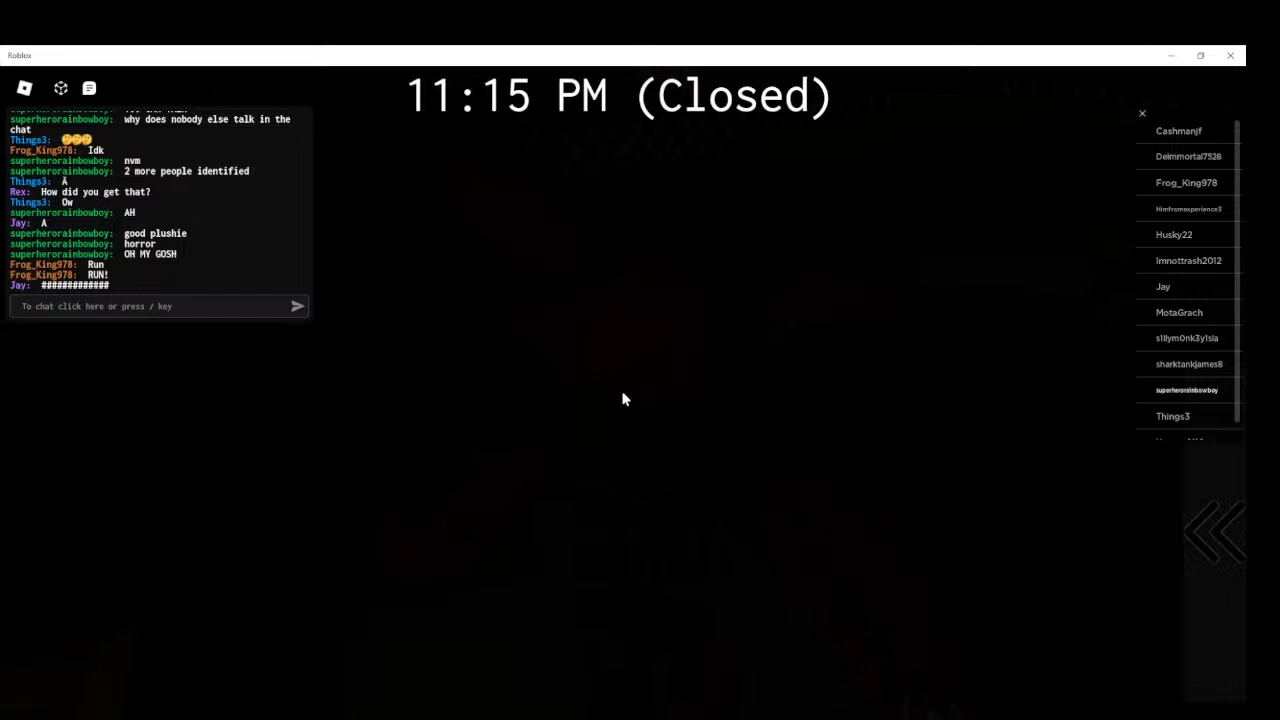 Roblox
11:15 PM (Closed)
superherorainbowboy: why does nobody else talk in the
chat
Things3: 🤔🤔🤔
Frog_King978: Idk
superherorainbowboy: nvm
superherorainbowboy: 2 more people identified
Things3: A
Rex: How did you get that?
Things3: Ow
superherorainbowboy: AH
Jay: A
superherorainbowboy: good plushie
superherorainbowboy: horror
superherorainbowboy: OH MY GOSH
Frog_King978: Run
Frog_King978: RUN!
Jay: #############
To chat click here or press / key
Cashmanjf
Deimmortal7528
Frog_King978
Himfromexperience3
Husky22
Imnottrash2012
Jay
MotaGrach
s1llym0nk3y1sla
sharktankjames8
superherorainbowboy
Things3